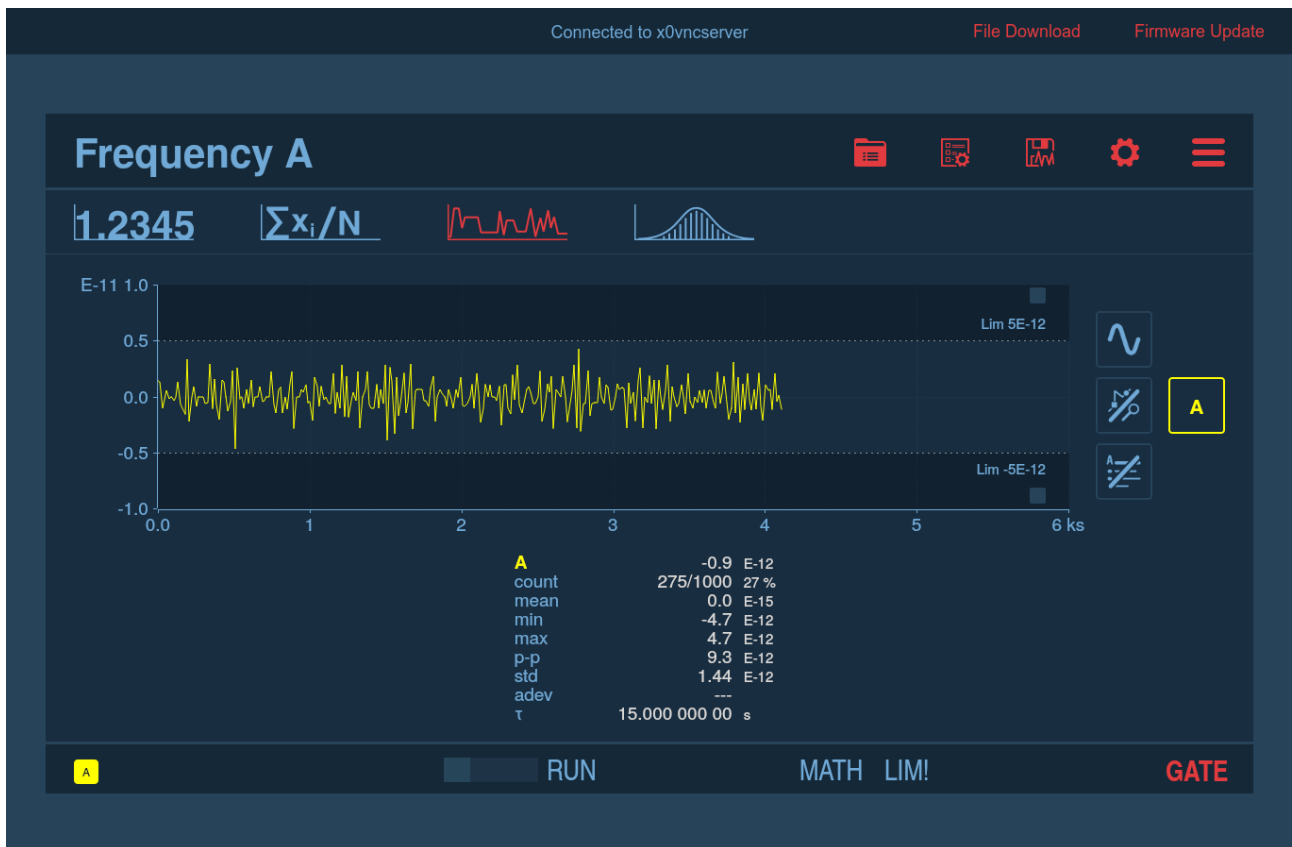 Connected to x0vncserver File Download Firmware Update
Frequency A
1.2345 ∑xi/N
E-11 1.0
Lim 5E-12
0.5
0.0
A
-0.5
Lim -5E-12
-1.0
0.0 1 2 3 4 5 6 ks
A -0.9 E-12
count 275/1000 27 %
mean 0.0 E-15
min -4.7 E-12
max 4.7 E-12
p-p 9.3 E-12
std 1.44 E-12
adev ---
τ 15.000 000 00 s
A RUN MATH LIM! GATE